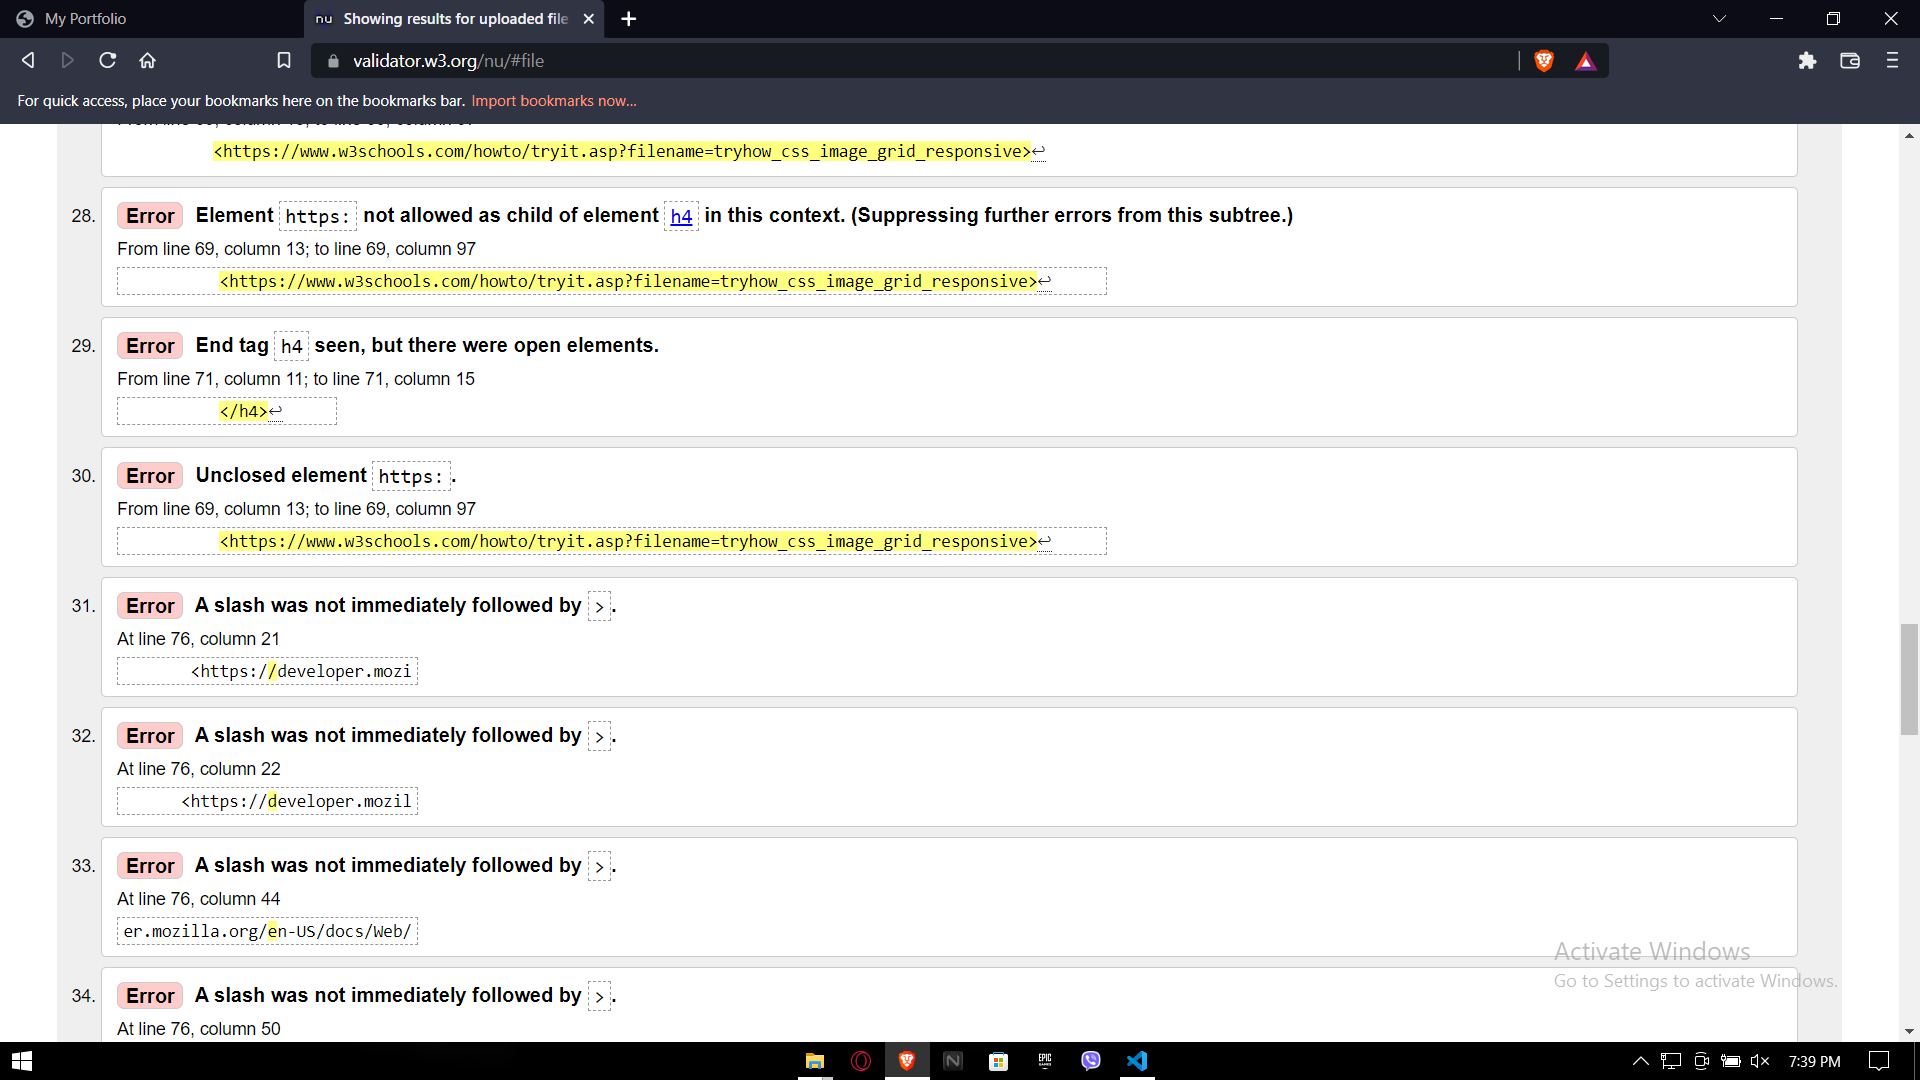 My Portfolio
nu Showing results for uploaded file
validator.w3.org/nu/#file
For quick access, place your bookmarks here on the bookmarks bar. Import bookmarks now...
<https://www.w3schools.com/howto/tryit.asp?filename=tryhow_css_image_grid_responsive>↩
28. Error Element https: not allowed as child of element h4 in this context. (Suppressing further errors from this subtree.)
From line 69, column 13; to line 69, column 97
<https://www.w3schools.com/howto/tryit.asp?filename=tryhow_css_image_grid_responsive>↩
29. Error End tag h4 seen, but there were open elements.
From line 71, column 11; to line 71, column 15
</h4>↩
30. Error Unclosed element https: .
From line 69, column 13; to line 69, column 97
<https://www.w3schools.com/howto/tryit.asp?filename=tryhow_css_image_grid_responsive>↩
31. Error A slash was not immediately followed by >.
At line 76, column 21
<https://developer.mozi
32. Error A slash was not immediately followed by >.
At line 76, column 22
<https://developer.mozil
33. Error A slash was not immediately followed by >.
At line 76, column 44
er.mozilla.org/en-US/docs/Web/
Activate Windows
Go to Settings to activate Windows.
34. Error A slash was not immediately followed by >.
At line 76, column 50
N
EPIC GAMES
7:39 PM